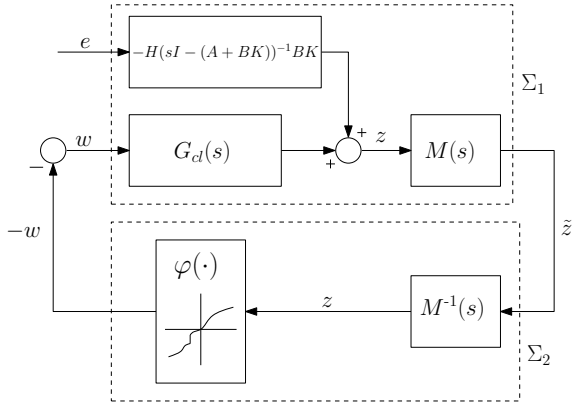 e
−H(sI − (A + BK))⁻¹BK
Σ₁
w
G_cl(s)
+
+
z
M(s)
−
−w
z̃
φ(·)
z
M⁻¹(s)
Σ₂